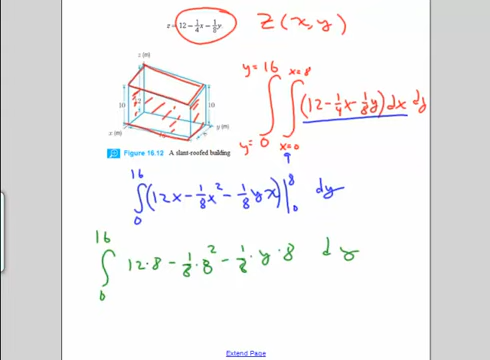 z = 12 − 1/4 x − 1/8 y
Z(x, y)
z (m)
10
12
10
x (m)
y (m)
Figure 16.12 A slant-roofed building
y = 16 x = 8
∫ ∫ (12 − 1/4 x − 1/8 y) dx dy
y = 0 x = 0
16
∫ (12x − 1/8 x² − 1/8 yx) |₀⁸ dy
0
16
∫ 12·8 − 1/8·8² − 1/8·y·8 dy
0
Extend Page